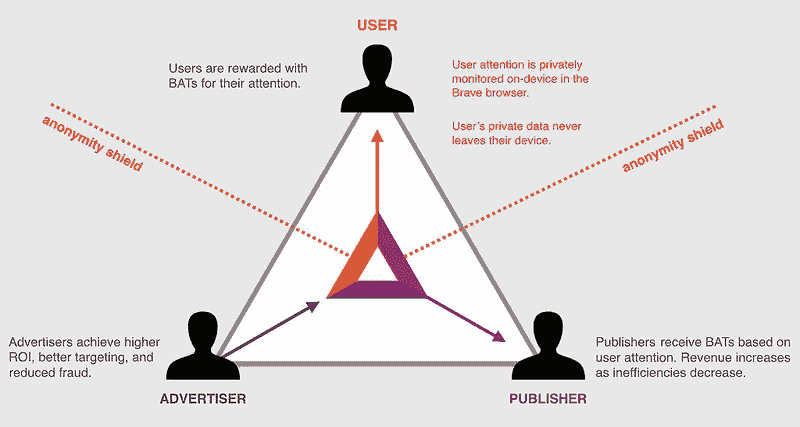 USER
Users are rewarded with
BATs for their attention.
User attention is privately
monitored on-device in the
Brave browser.
User's private data never
leaves their device.
anonymity shield
anonymity shield
Advertisers achieve higher
ROI, better targeting, and
reduced fraud.
Publishers receive BATs based on
user attention. Revenue increases
as inefficiencies decrease.
ADVERTISER
PUBLISHER